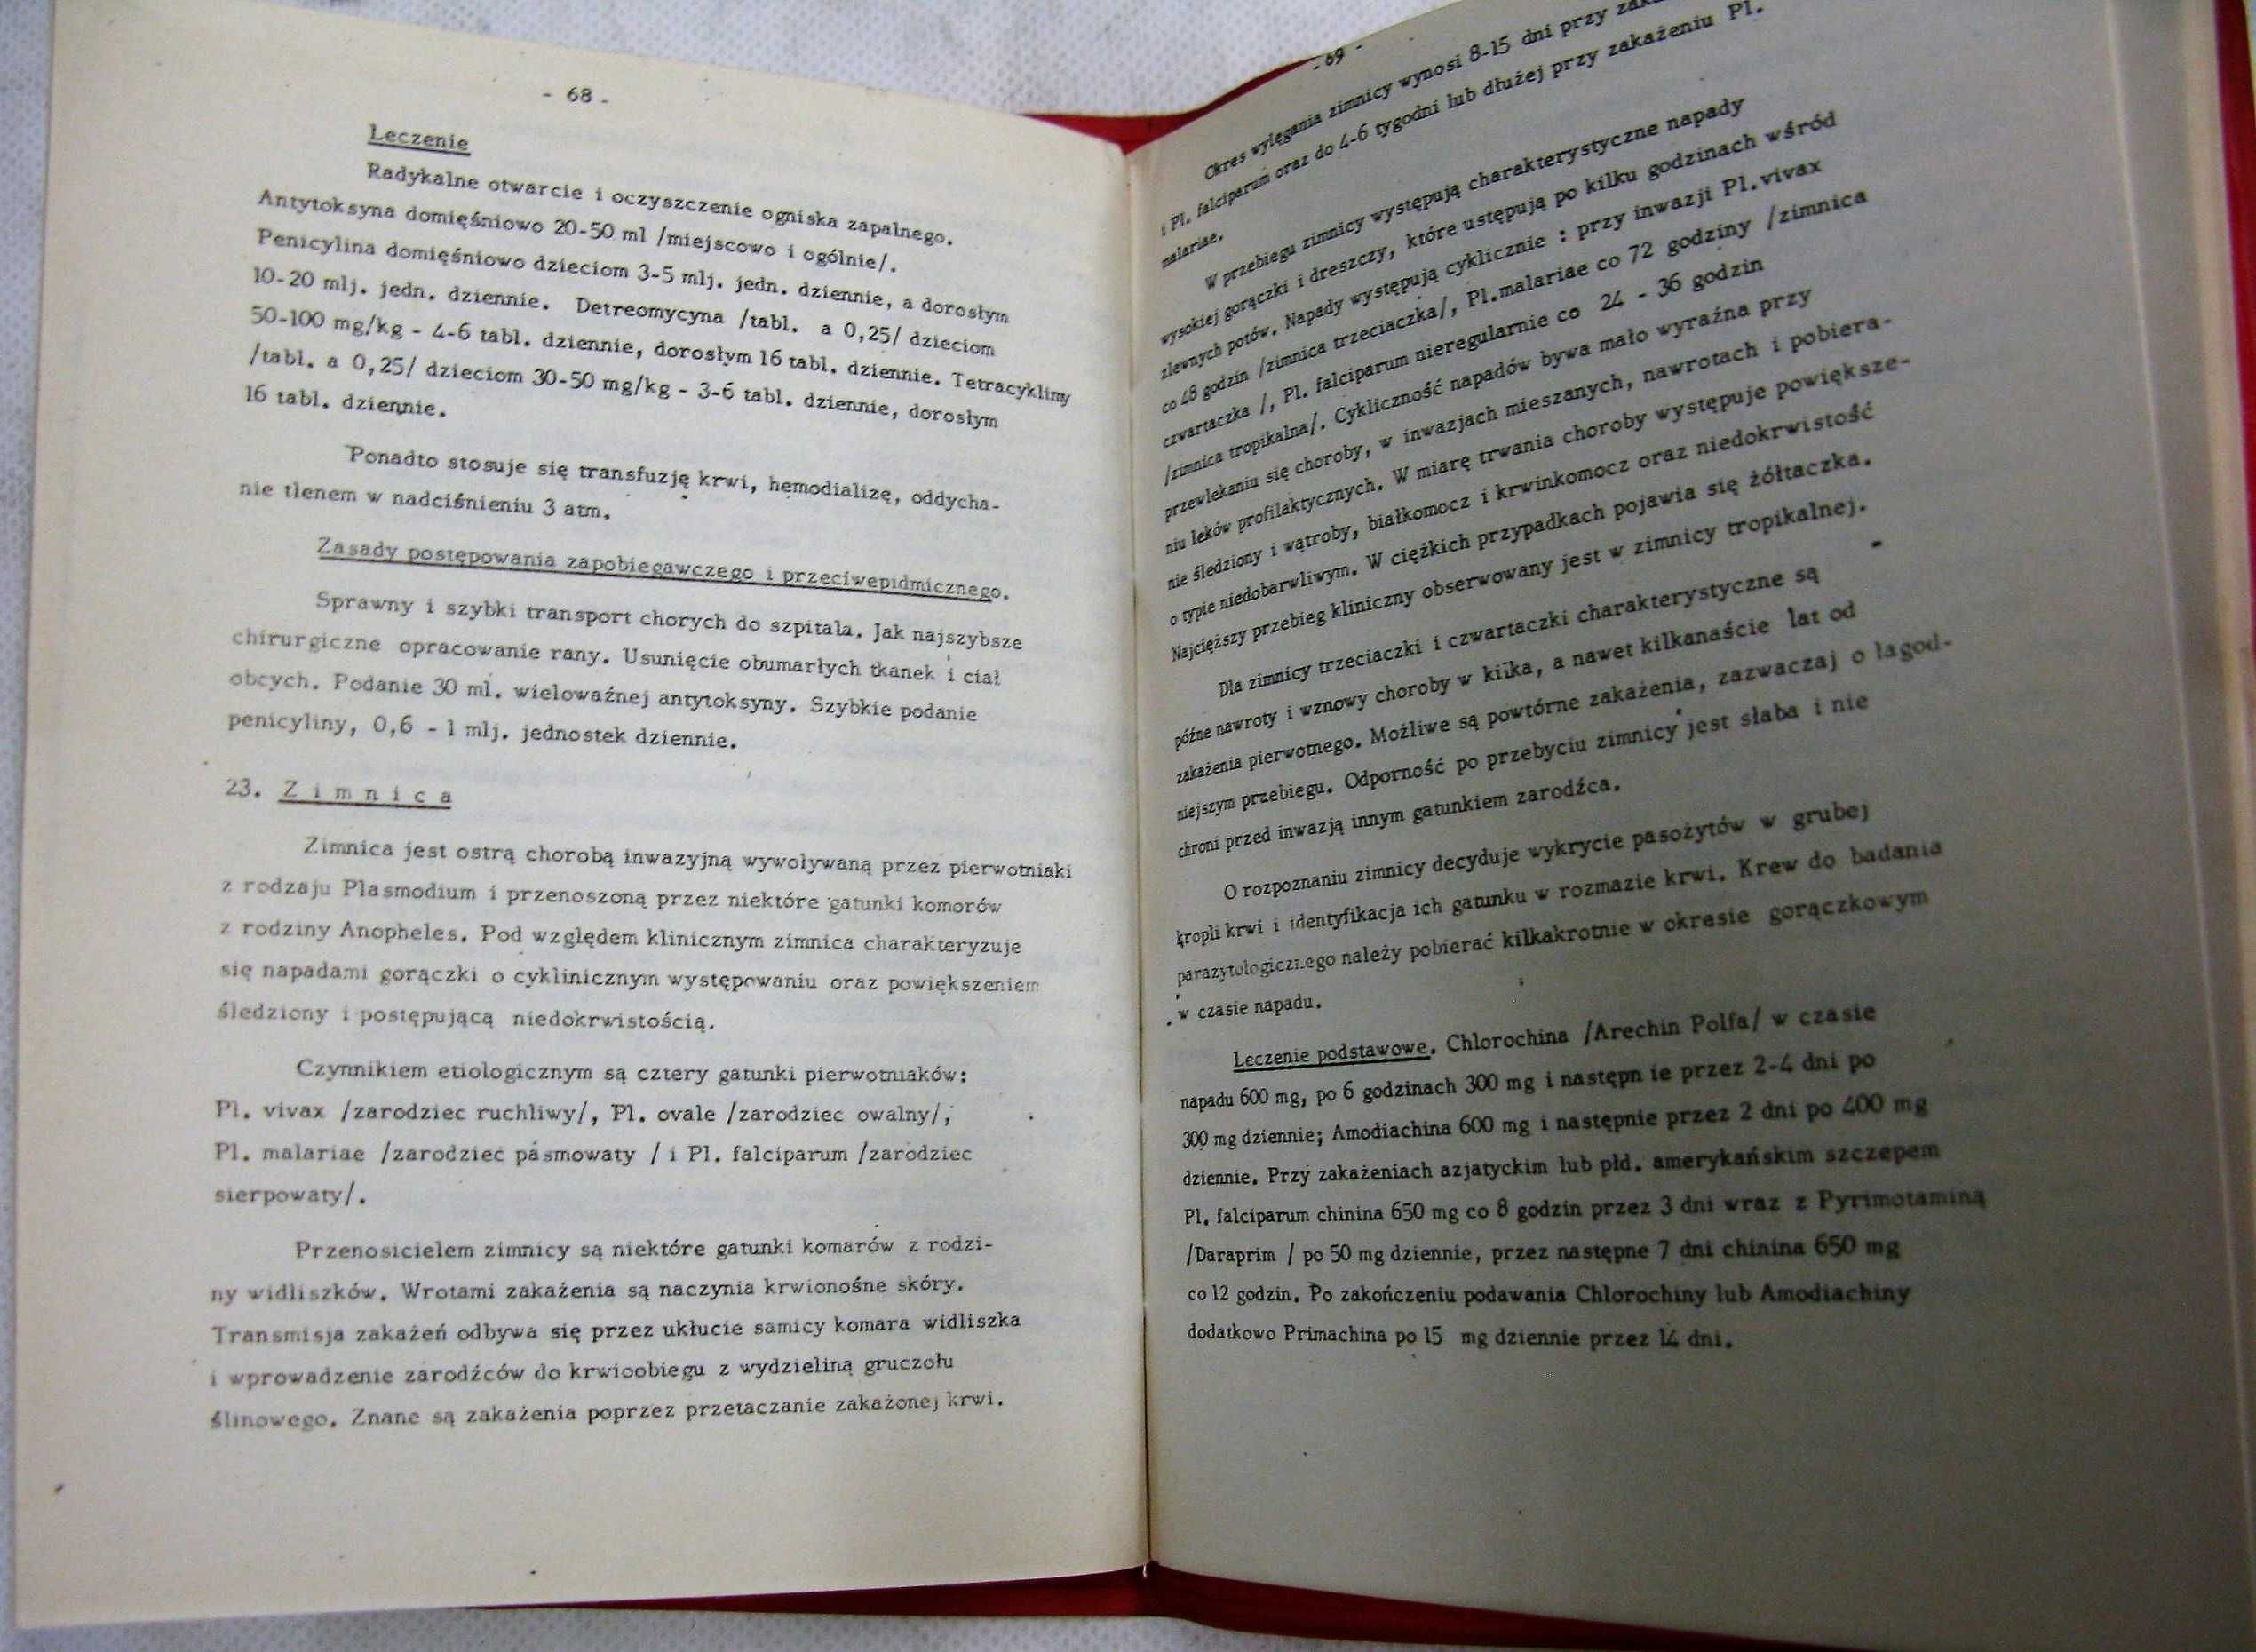 - 68 -
Leczenie
Radykalne otwarcie i oczyszczenie ogniska zapalnego.
Antytoksyna domięśniowo 20-50 ml /miejscowo i ogólnie/.
Penicylina domięśniowo dzieciom 3-5 mlj. jedn. dziennie, a dorosłym
10-20 mlj. jedn. dziennie. Detreomycyna /tabl. a 0,25/ dzieciom
50-100 mg/kg - 4-6 tabl. dziennie, dorosłym 16 tabl. dziennie. Tetracykliny
/tabl. a 0,25/ dzieciom 30-50 mg/kg - 3-6 tabl. dziennie, dorosłym
16 tabl. dziennie.
Ponadto stosuje się transfuzję krwi, hemodializę, oddycha-
nie tlenem w nadciśnieniu 3 atm.
Zasady postępowania zapobiegawczego i przeciwepidmicznego.
Sprawny i szybki transport chorych do szpitala. Jak najszybsze
chirurgiczne opracowanie rany. Usunięcie obumarłych tkanek i ciał
obcych. Podanie 30 ml. wieloważnej antytoksyny. Szybkie podanie
penicyliny, 0,6 - 1 mlj. jednostek dziennie.
23. Z i m n i c a
Zimnica jest ostrą chorobą inwazyjną wywoływaną przez pierwotniaki
z rodzaju Plasmodium i przenoszoną przez niektóre gatunki komorów
z rodziny Anopheles. Pod względem klinicznym zimnica charakteryzuje
się napadami gorączki o cyklinicznym występowaniu oraz powiększeniem
śledziony i postępującą niedokrwistością.
Czynnikiem etiologicznym są cztery gatunki pierwotniaków:
Pl. vivax /zarodziec ruchliwy/, Pl. ovale /zarodziec owalny/,
Pl. malariae /zarodziec pasmowaty / i Pl. falciparum /zarodziec
sierpowaty/.
Przenosicielem zimnicy są niektóre gatunki komarów z rodzi-
ny widliszków. Wrotami zakażenia są naczynia krwionośne skóry.
Transmisja zakażeń odbywa się przez ukłucie samicy komara widliszka
i wprowadzenie zarodźców do krwioobiegu z wydzieliną gruczołu
ślinowego. Znane są zakażenia poprzez przetaczanie zakażonej krwi.
- 69 -
Okres wylęgania zimnicy wynosi 8-15 dni przy
i Pl. falciparum oraz do 4-6 tygodni lub dłużej przy zakażeniu Pl.
malariae.
W przebiegu zimnicy występują charakterystyczne napady
wysokiej gorączki i dreszczy, które ustępują po kilku godzinach wśród
zlewnych potów. Napady występują cyklicznie : przy inwazji Pl.vivax
co 48 godzin /zimnica trzeciaczka/, Pl.malariae co 72 godziny /zimnica
czwartaczka /, Pl. falciparum nieregularnie co 24 - 36 godzin
/zimnica tropikalna/. Cykliczność napadów bywa mało wyraźna przy
przewlekaniu się choroby, w inwazjach mieszanych, nawrotach i pobiera-
niu leków profilaktycznych. W miarę trwania choroby występuje powiększe-
nie śledziony i wątroby, białkomocz i krwinkomocz oraz niedokrwistość
o typie niedobarwliwym. W ciężkich przypadkach pojawia się żółtaczka.
Najcięższy przebieg kliniczny obserwowany jest w zimnicy tropikalnej.
Dla zimnicy trzeciaczki i czwartaczki charakterystyczne są
późne nawroty i wznowy choroby w kilka, a nawet kilkanaście lat od
zakażenia pierwotnego. Możliwe są powtórne zakażenia, zazwaczaj o łagod-
niejszym przebiegu. Odporność po przebyciu zimnicy jest słaba i nie
chroni przed inwazją innym gatunkiem zarodźca.
O rozpoznaniu zimnicy decyduje wykrycie pasożytów w grubej
kropli krwi i identyfikacja ich gatunku w rozmazie krwi. Krew do badania
parazytologicznego należy pobierać kilkakrotnie w okresie gorączkowym
w czasie napadu.
Leczenie podstawowe. Chlorochina /Arechin Polfa/ w czasie
napadu 600 mg, po 6 godzinach 300 mg i następn ie przez 2-4 dni po
300 mg dziennie; Amodiachina 600 mg i następnie przez 2 dni po 400 mg
dziennie. Przy zakażeniach azjatyckim lub płd. amerykańskim szczepem
Pl. falciparum chinina 650 mg co 8 godzin przez 3 dni wraz z Pyrimotaminą
/Daraprim / po 50 mg dziennie, przez następne 7 dni chinina 650 mg
co 12 godzin. Po zakończeniu podawania Chlorochiny lub Amodiachiny
dodatkowo Primachina po 15 mg dziennie przez 14 dni.